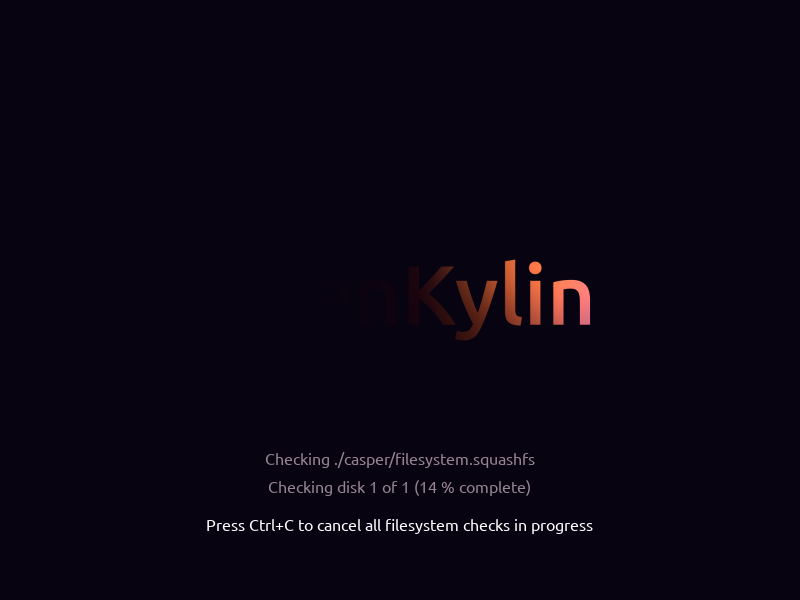 nKylin
Checking ./casper/filesystem.squashfs
Checking disk 1 of 1 (14 % complete)
Press Ctrl+C to cancel all filesystem checks in progress